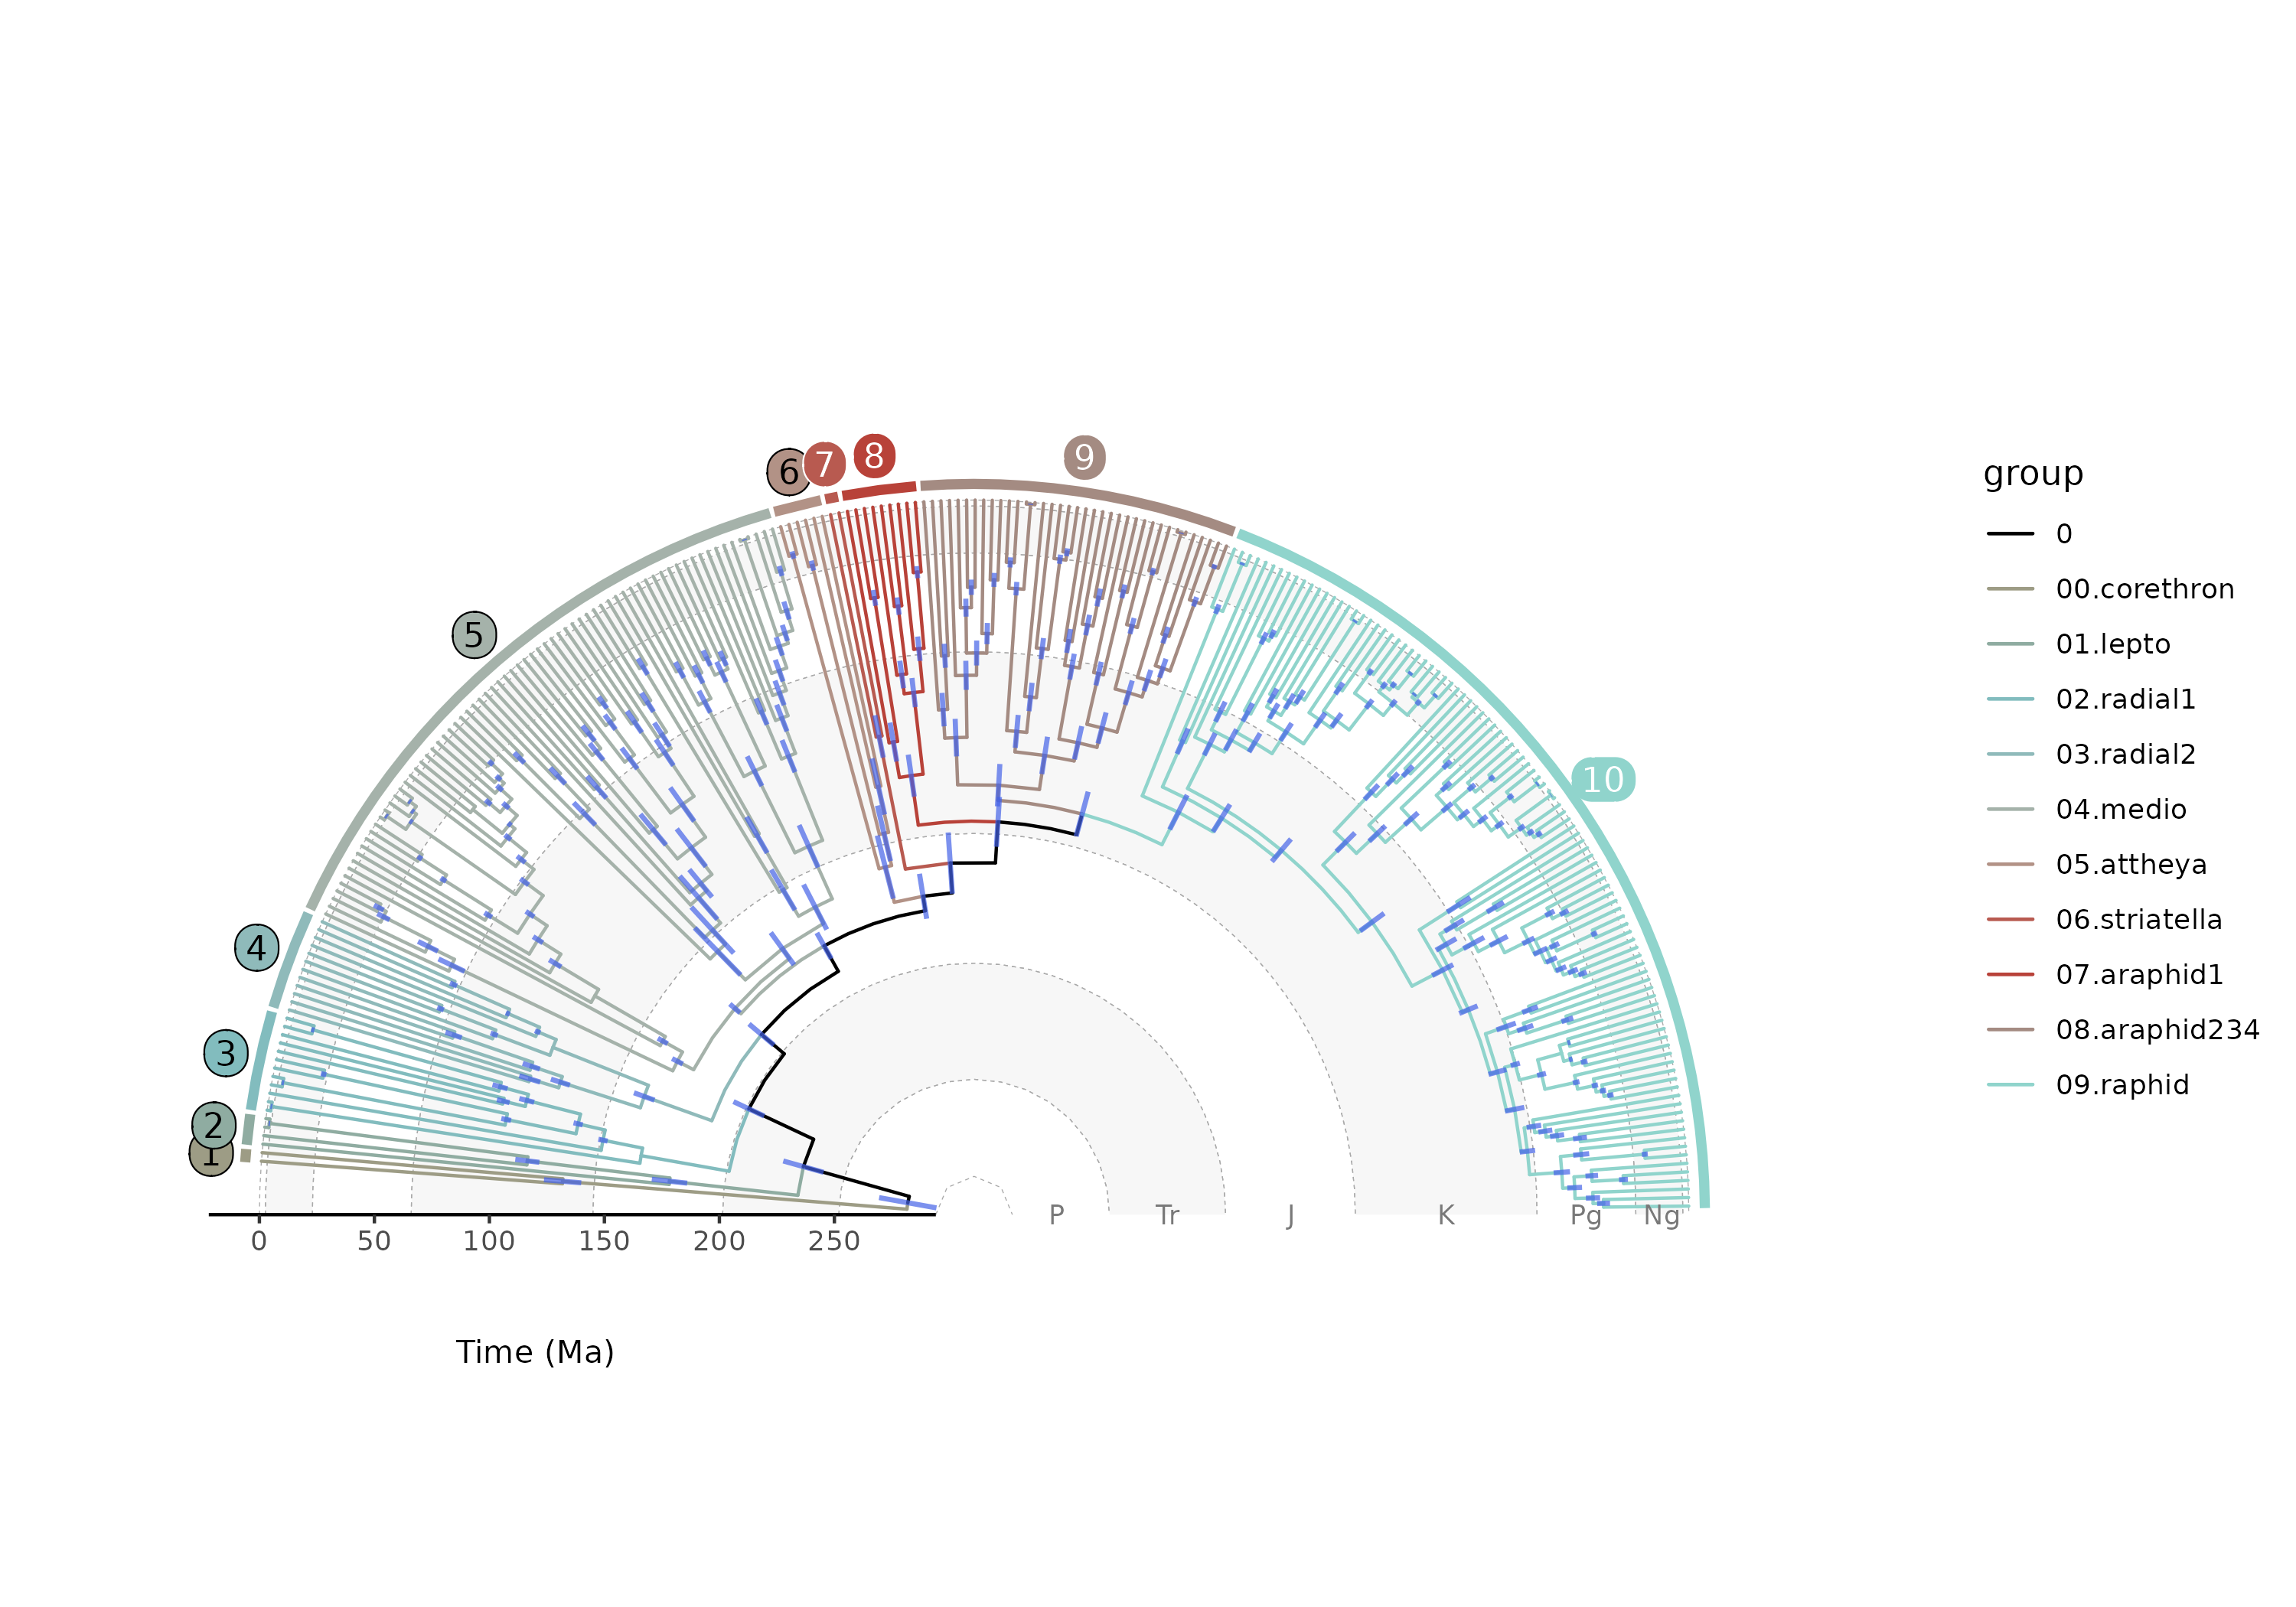 6
7
8
9
5
10
4
3
2
1
P
Tr
J
K
Pg
Ng
0
50
100
150
200
250
Time (Ma)
group
0
00.corethron
01.lepto
02.radial1
03.radial2
04.medio
05.attheya
06.striatella
07.araphid1
08.araphid234
09.raphid